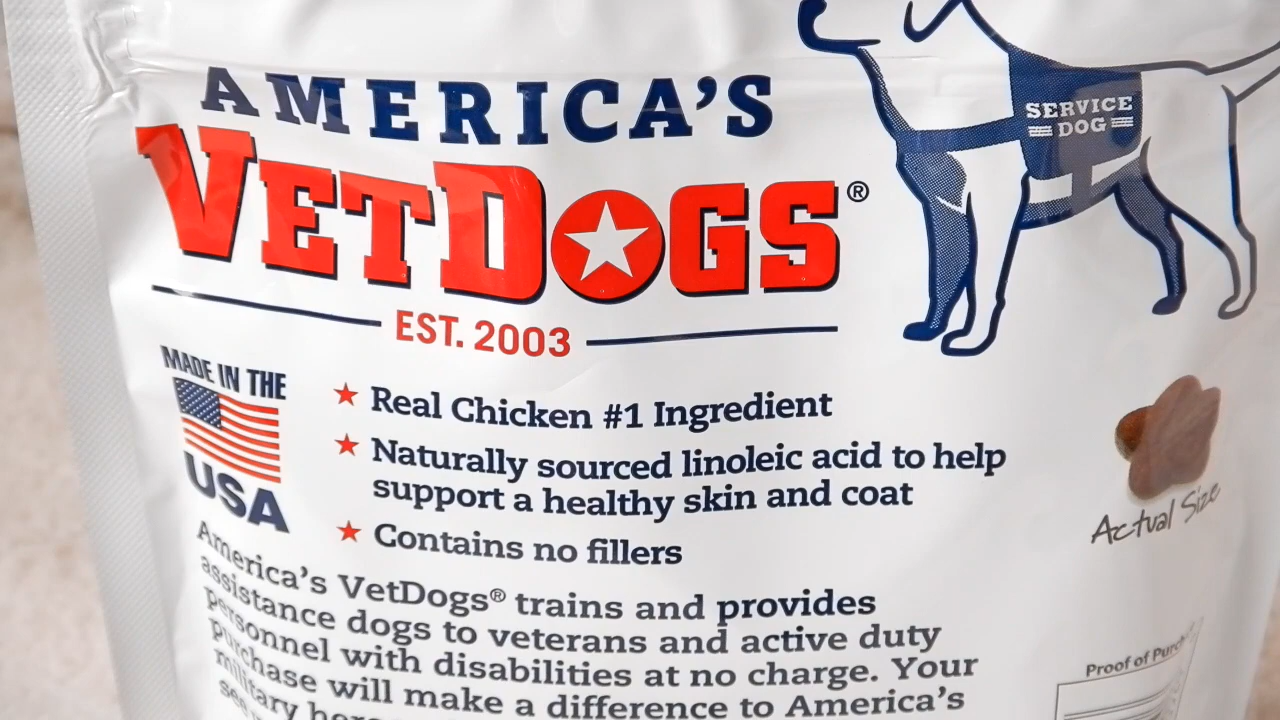 AMERICA'S
VETDOGS®
EST. 2003
SERVICE
DOG
MADE IN THE
USA
★ Real Chicken #1 Ingredient
★ Naturally sourced linoleic acid to help
support a healthy skin and coat
★ Contains no fillers
Actual Size
America's VetDogs® trains and provides
assistance dogs to veterans and active duty
personnel with disabilities at no charge. Your
purchase will make a difference to America's
military
Proof of